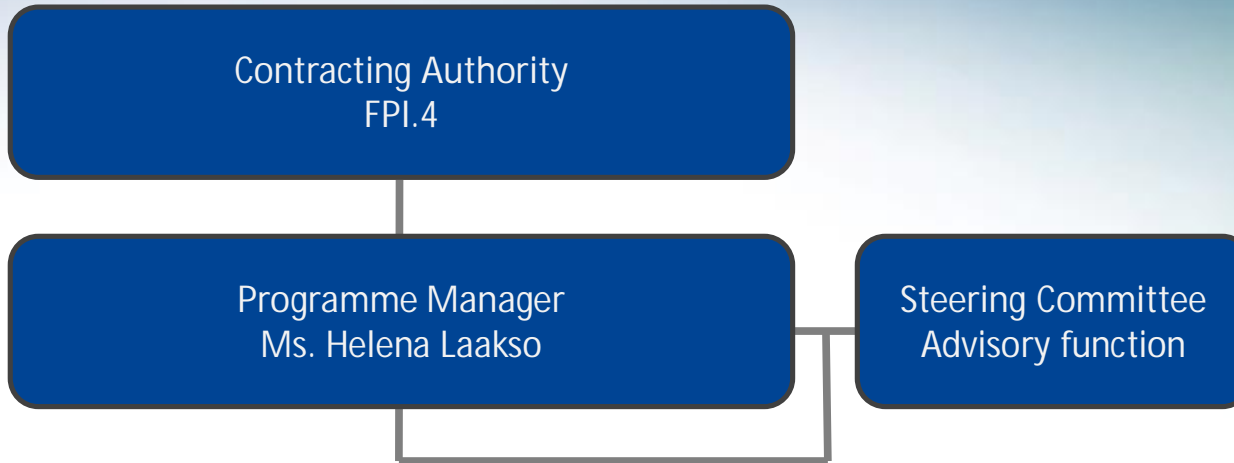 Contracting Authority
FPI.4
Programme Manager
Ms. Helena Laakso
Steering Committee
Advisory function